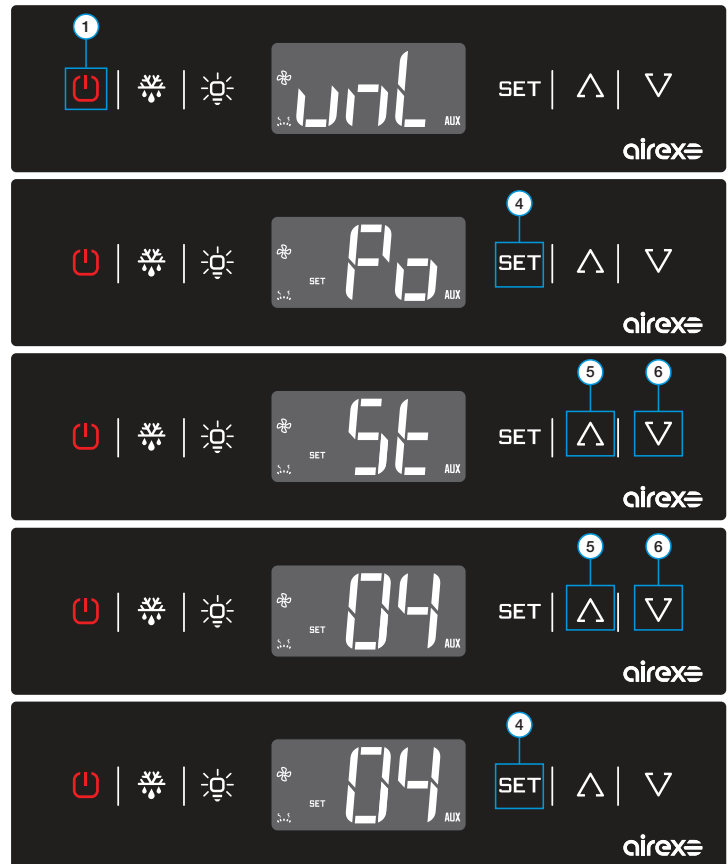 1
unL
AUX
SET
airex
4
SET
Po
AUX
SET
airex
5 6
SET
St
AUX
SET
airex
5 6
SET
04
AUX
SET
airex
4
SET
04
AUX
SET
airex